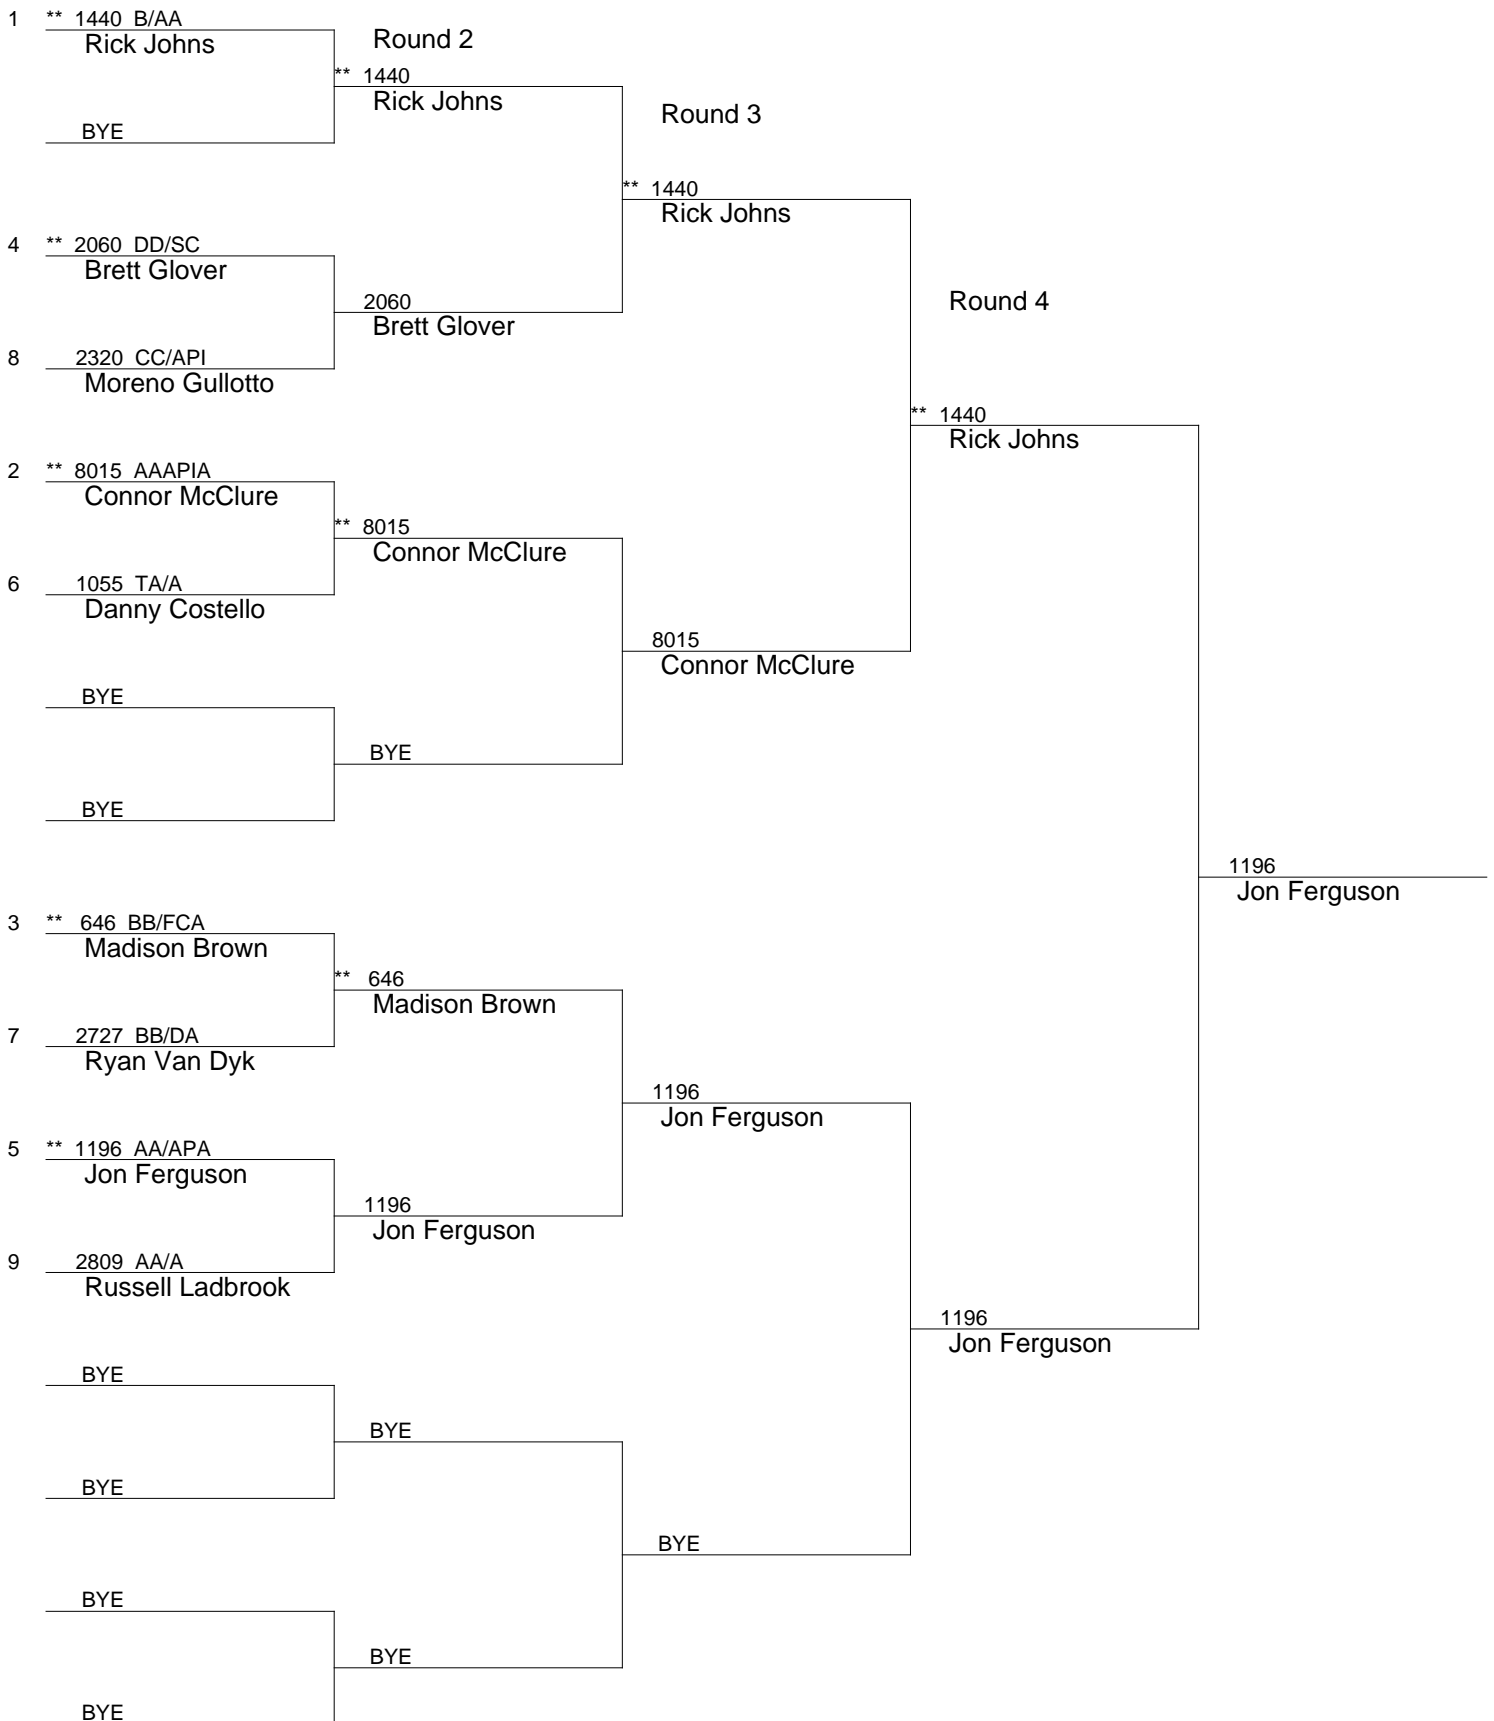 1 ** 1440 B/AA
Rick Johns
Round 2
** 1440
Rick Johns
Round 3
BYE
** 1440
Rick Johns
4 ** 2060 DD/SC
Brett Glover
2060
Brett Glover
Round 4
8 2320 CC/API
Moreno Gullotto
** 1440
Rick Johns
2 ** 8015 AAAPIA
Connor McClure
** 8015
Connor McClure
6 1055 TA/A
Danny Costello
8015
Connor McClure
BYE
BYE
BYE
1196
Jon Ferguson
3 ** 646 BB/FCA
Madison Brown
** 646
Madison Brown
7 2727 BB/DA
Ryan Van Dyk
1196
Jon Ferguson
5 ** 1196 AA/APA
Jon Ferguson
1196
Jon Ferguson
9 2809 AA/A
Russell Ladbrook
1196
Jon Ferguson
BYE
BYE
BYE
BYE
BYE
BYE
BYE